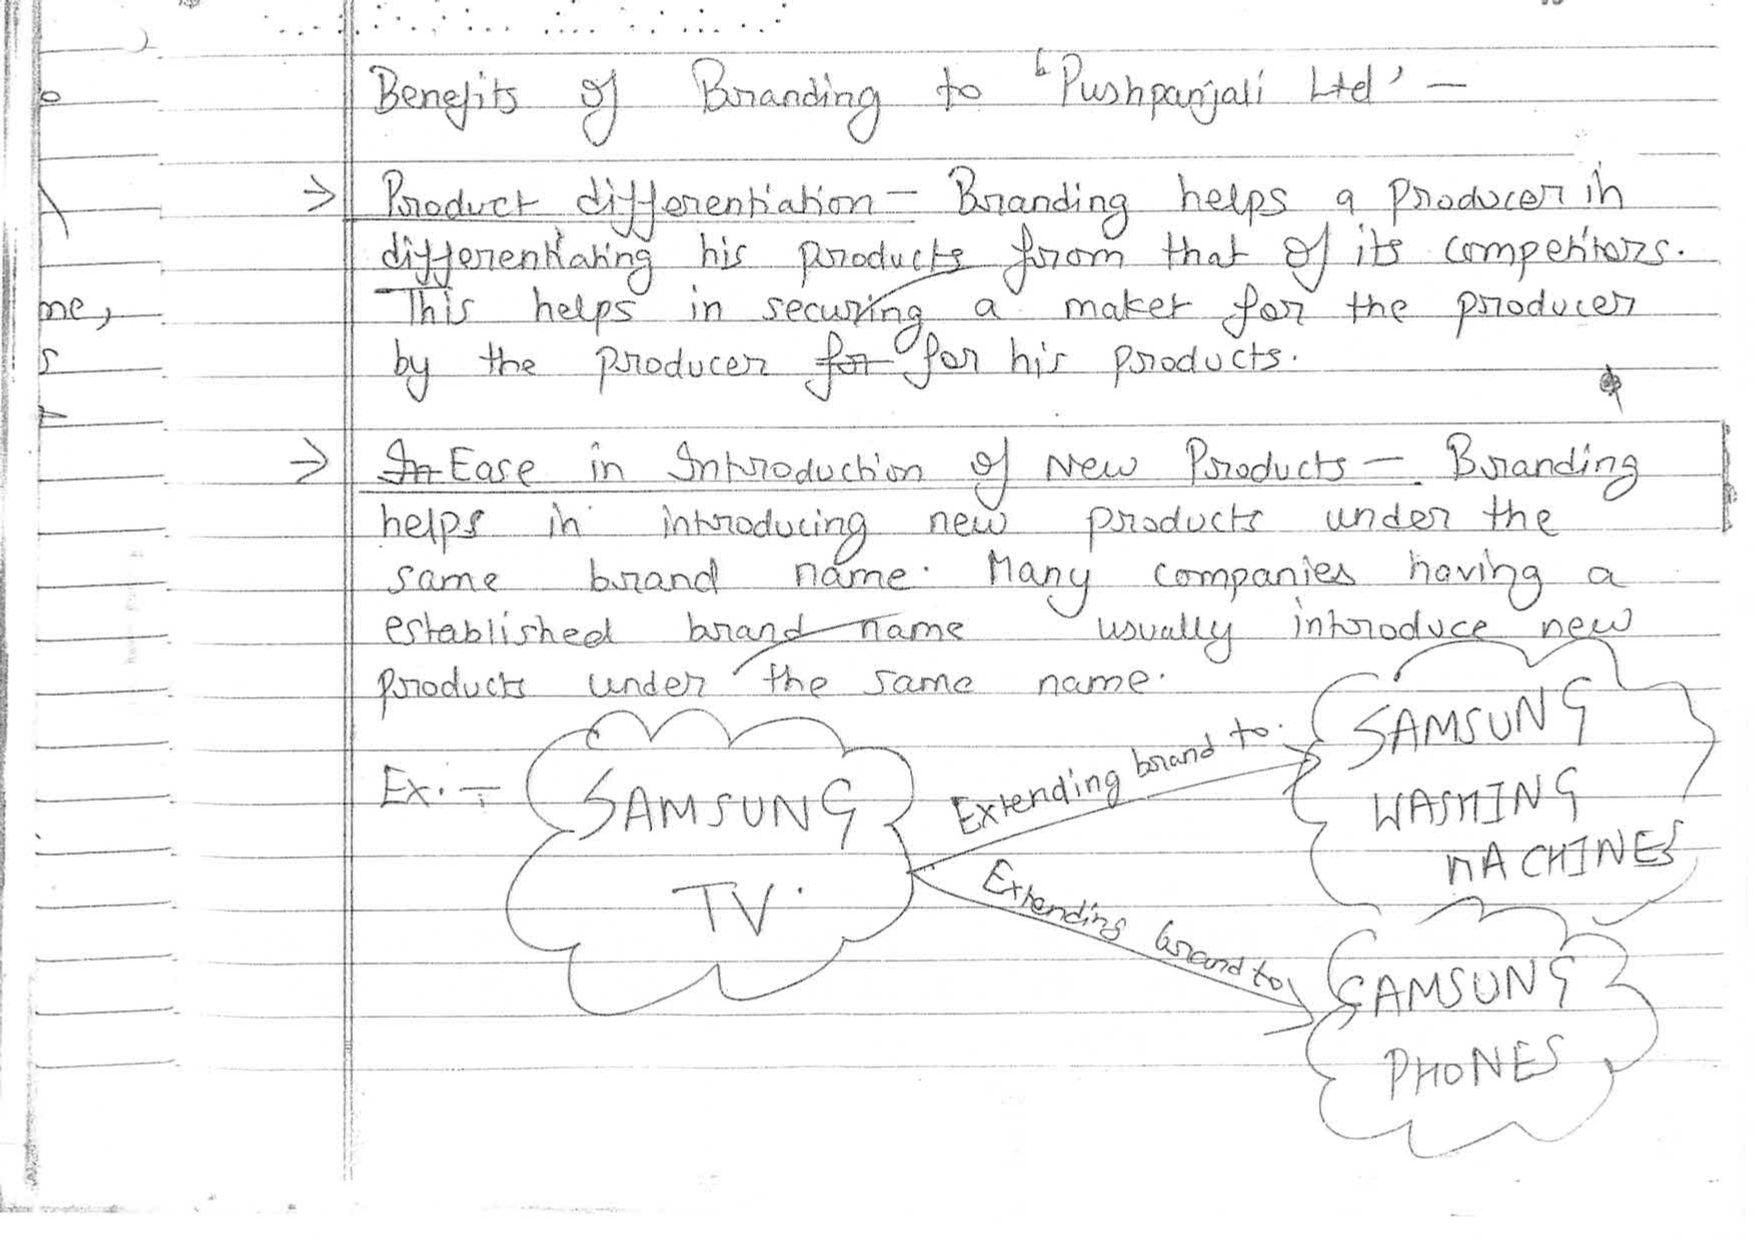 Benefits of Branding to 'Pushpanjali Ltd' —
→ Product differentiation — Branding helps a producer in
differentiating his products from that of its competitors.
This helps in securing a maker for the producer
by the producer for for his products.
→ In Ease in Introduction of New Products — Branding
helps in introducing new products under the
same brand name. Many companies having a
established brand name usually introduce new
products under the same name.
Ex. —
SAMSUNG
TV.
Extending brand to
SAMSUNG
WASHING
MACHINES
Extending brand to
SAMSUNG
PHONES
me,
s